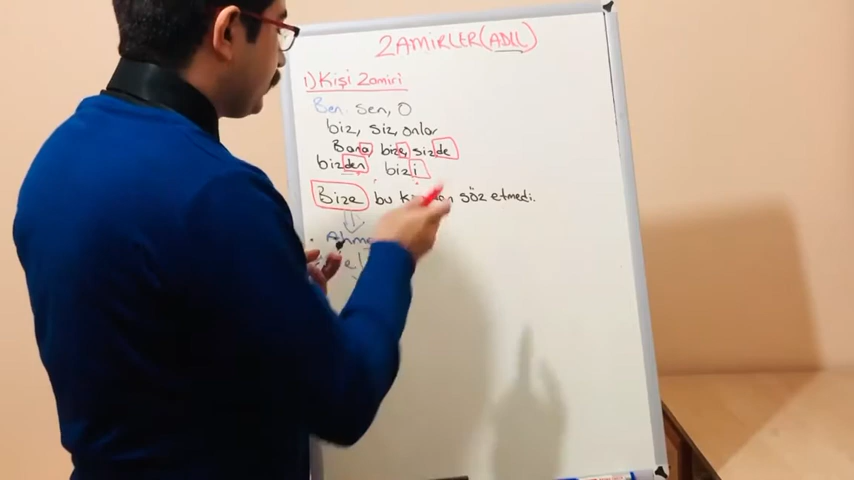 ZAMİRLER (ADIL)
1) Kişi Zamiri
Ben, sen, O
biz, siz, onlar
Bana bize, sizde
bizden bizi
Bize bu söz etmedi.